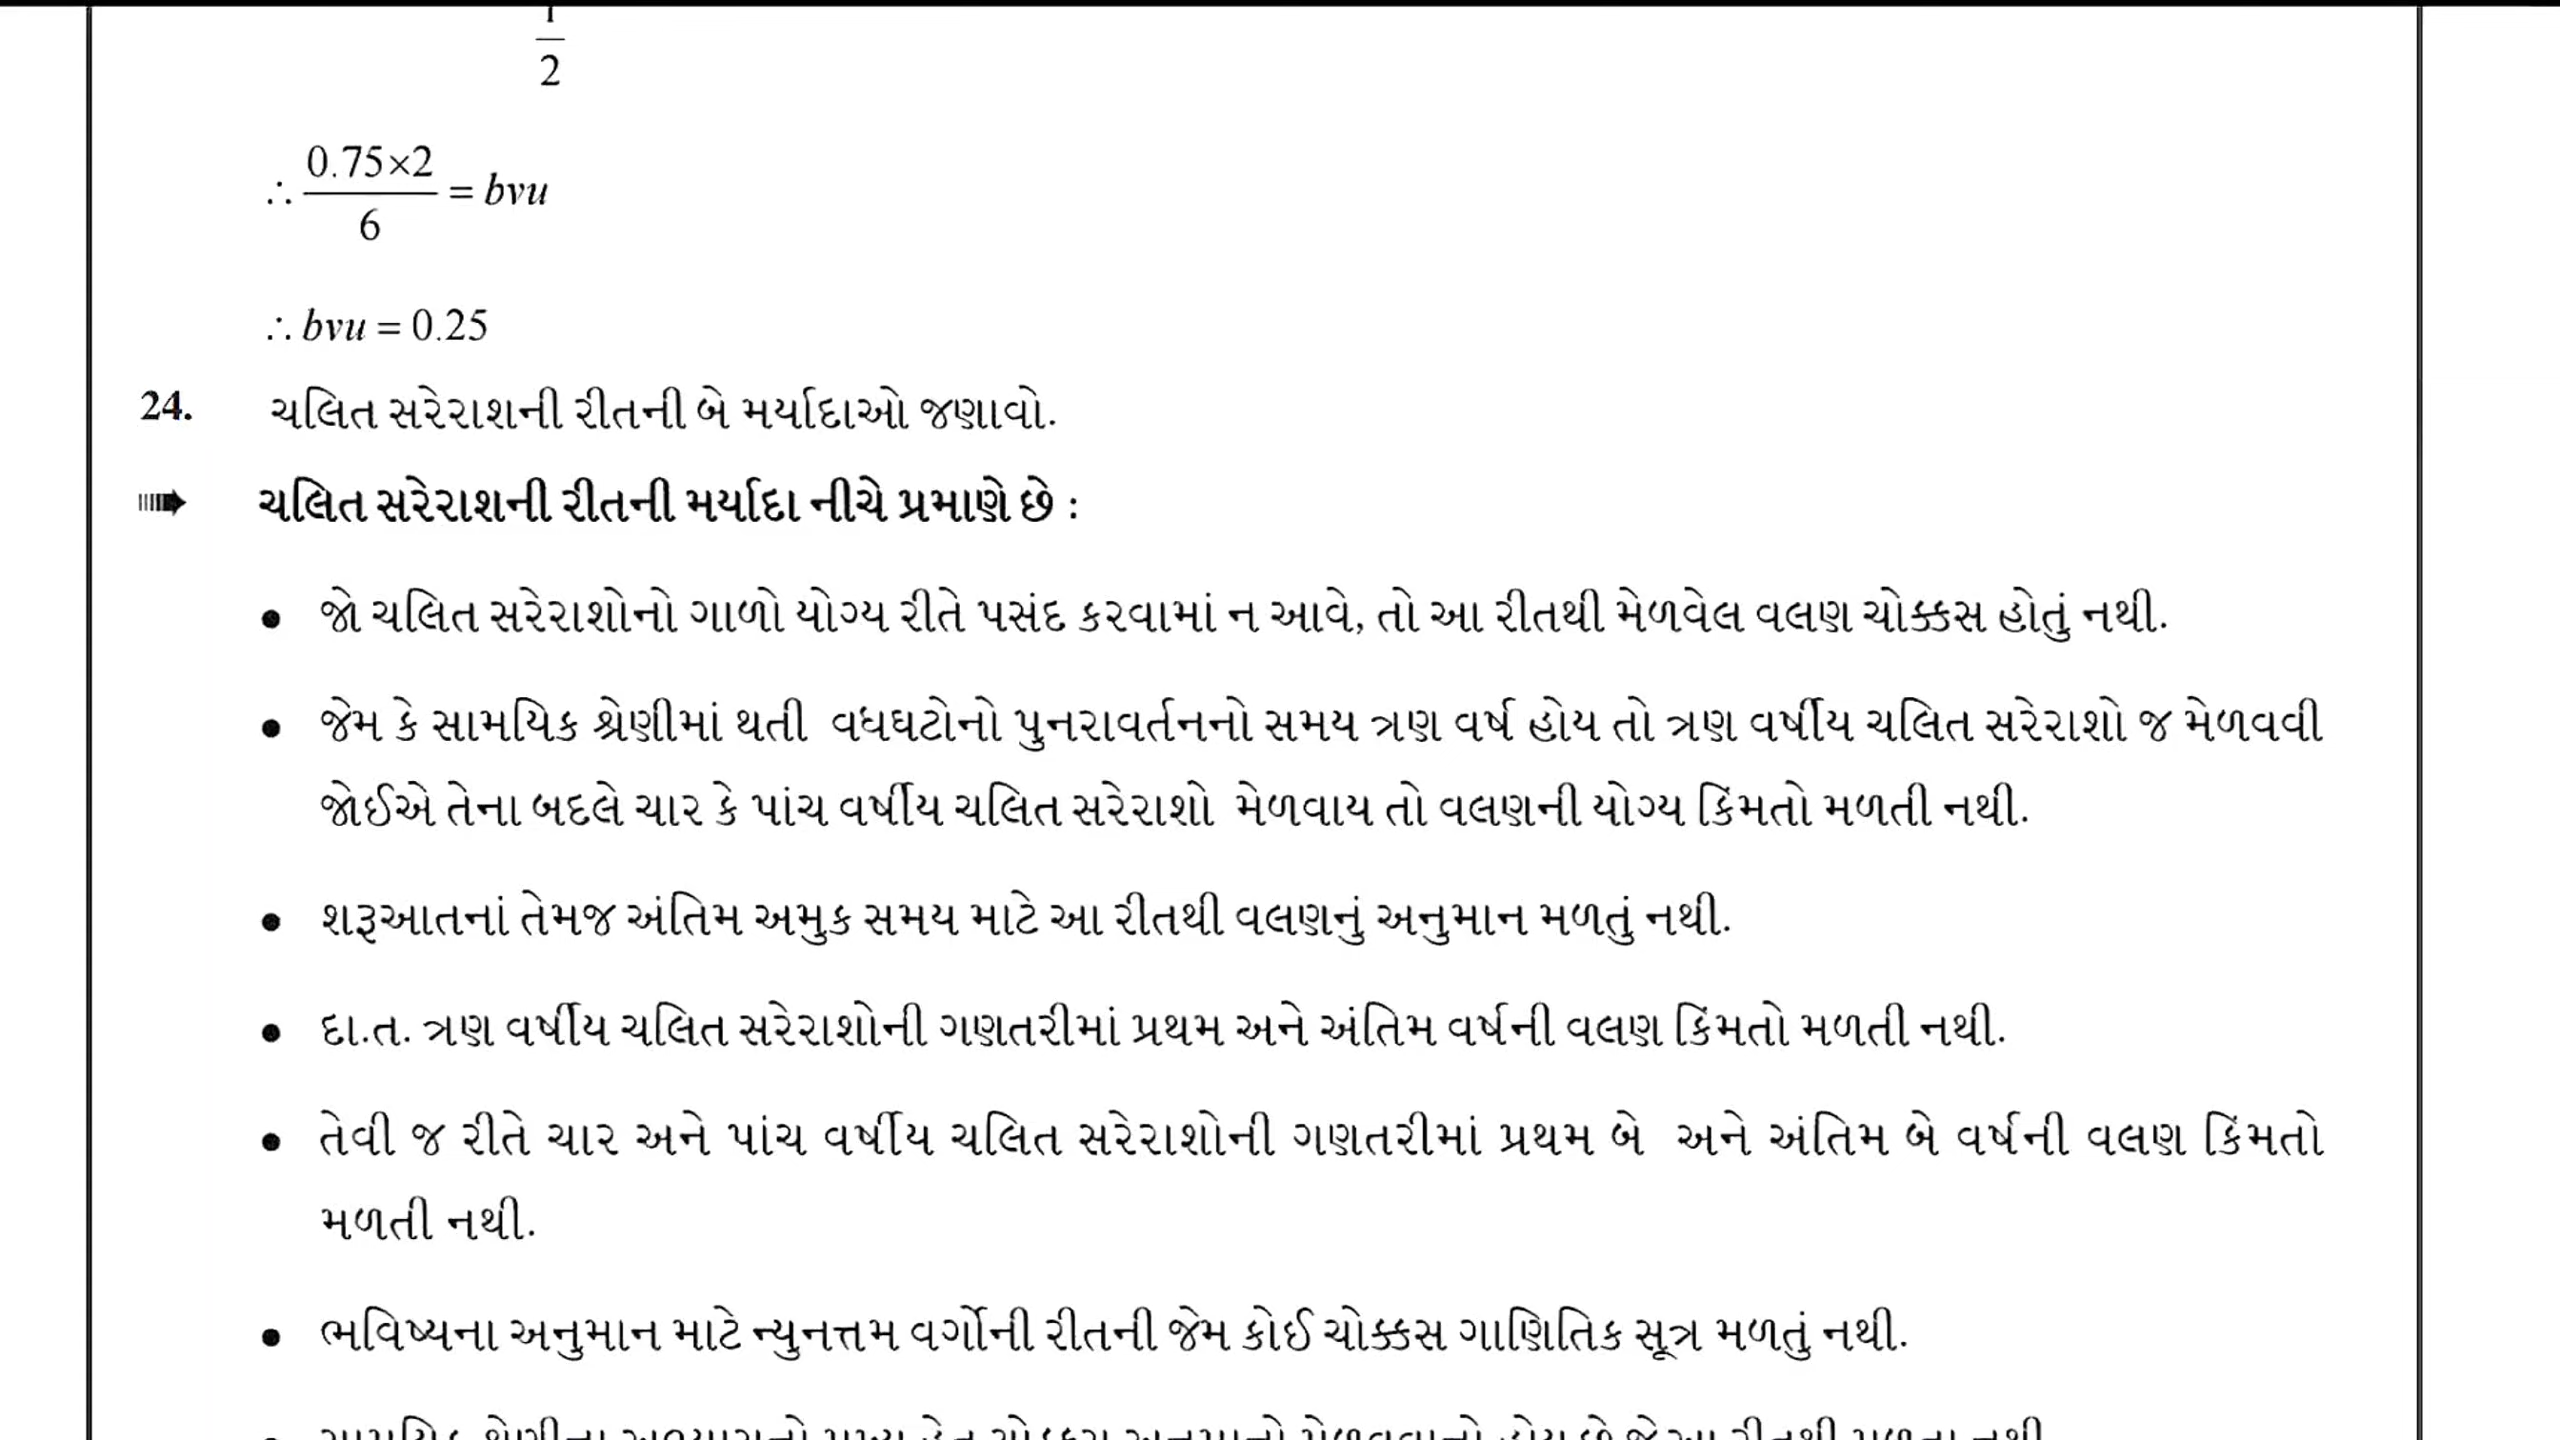 2
∴ 0.75×2 / 6 = bvu
∴ bvu = 0.25
24. ચલિત સરેરાશની રીતની બે મર્યાદાઓ જણાવો.
➠ ચલિત સરેરાશની રીતની મર્યાદા નીચે પ્રમાણે છે :
● જો ચલિત સરેરાશોનો ગાળો યોગ્ય રીતે પસંદ કરવામાં ન આવે, તો આ રીતથી મેળવેલ વલણ ચોક્કસ હોતું નથી.
● જેમ કે સામયિક શ્રેણીમાં થતી વધઘટોનો પુનરાવર્તનનો સમય ત્રણ વર્ષ હોય તો ત્રણ વર્ષીય ચલિત સરેરાશો જ મેળવવી
જોઈએ તેના બદલે ચાર કે પાંચ વર્ષીય ચલિત સરેરાશો મેળવાય તો વલણની યોગ્ય કિંમતો મળતી નથી.
● શરૂઆતનાં તેમજ અંતિમ અમુક સમય માટે આ રીતથી વલણનું અનુમાન મળતું નથી.
● દા.ત. ત્રણ વર્ષીય ચલિત સરેરાશોની ગણતરીમાં પ્રથમ અને અંતિમ વર્ષની વલણ કિંમતો મળતી નથી.
● તેવી જ રીતે ચાર અને પાંચ વર્ષીય ચલિત સરેરાશોની ગણતરીમાં પ્રથમ બે અને અંતિમ બે વર્ષની વલણ કિંમતો
મળતી નથી.
● ભવિષ્યના અનુમાન માટે ન્યુનત્તમ વર્ગોની રીતની જેમ કોઈ ચોક્કસ ગાણિતિક સૂત્ર મળતું નથી.